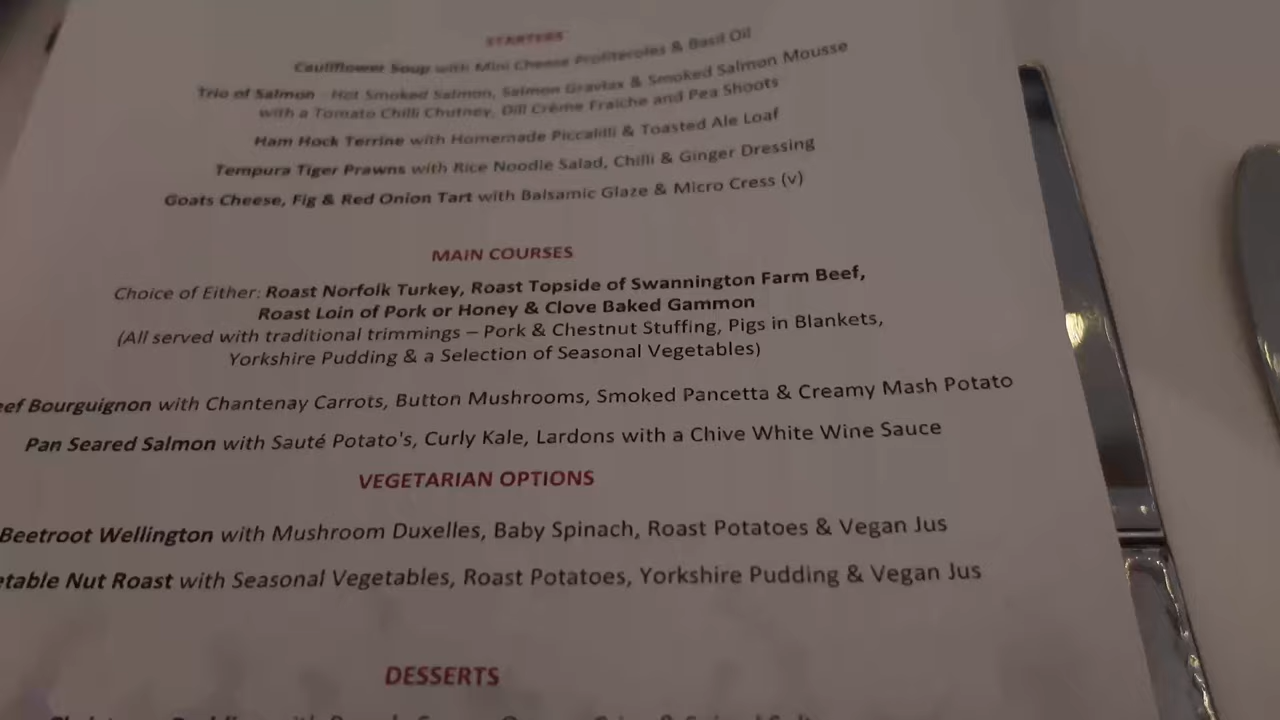 STARTERS
Cauliflower Soup with Mini Cheese Profiteroles & Basil Oil
Trio of Salmon - Hot Smoked Salmon, Salmon Gravlax & Smoked Salmon Mousse
with a Tomato Chilli Chutney, Dill Crème Fraiche and Pea Shoots
Ham Hock Terrine with Homemade Piccalilli & Toasted Ale Loaf
Tempura Tiger Prawns with Rice Noodle Salad, Chilli & Ginger Dressing
Goats Cheese, Fig & Red Onion Tart with Balsamic Glaze & Micro Cress (v)
MAIN COURSES
Choice of Either: Roast Norfolk Turkey, Roast Topside of Swannington Farm Beef,
Roast Loin of Pork or Honey & Clove Baked Gammon
(All served with traditional trimmings – Pork & Chestnut Stuffing, Pigs in Blankets,
Yorkshire Pudding & a Selection of Seasonal Vegetables)
eef Bourguignon with Chantenay Carrots, Button Mushrooms, Smoked Pancetta & Creamy Mash Potato
Pan Seared Salmon with Sauté Potato's, Curly Kale, Lardons with a Chive White Wine Sauce
VEGETARIAN OPTIONS
Beetroot Wellington with Mushroom Duxelles, Baby Spinach, Roast Potatoes & Vegan Jus
etable Nut Roast with Seasonal Vegetables, Roast Potatoes, Yorkshire Pudding & Vegan Jus
DESSERTS